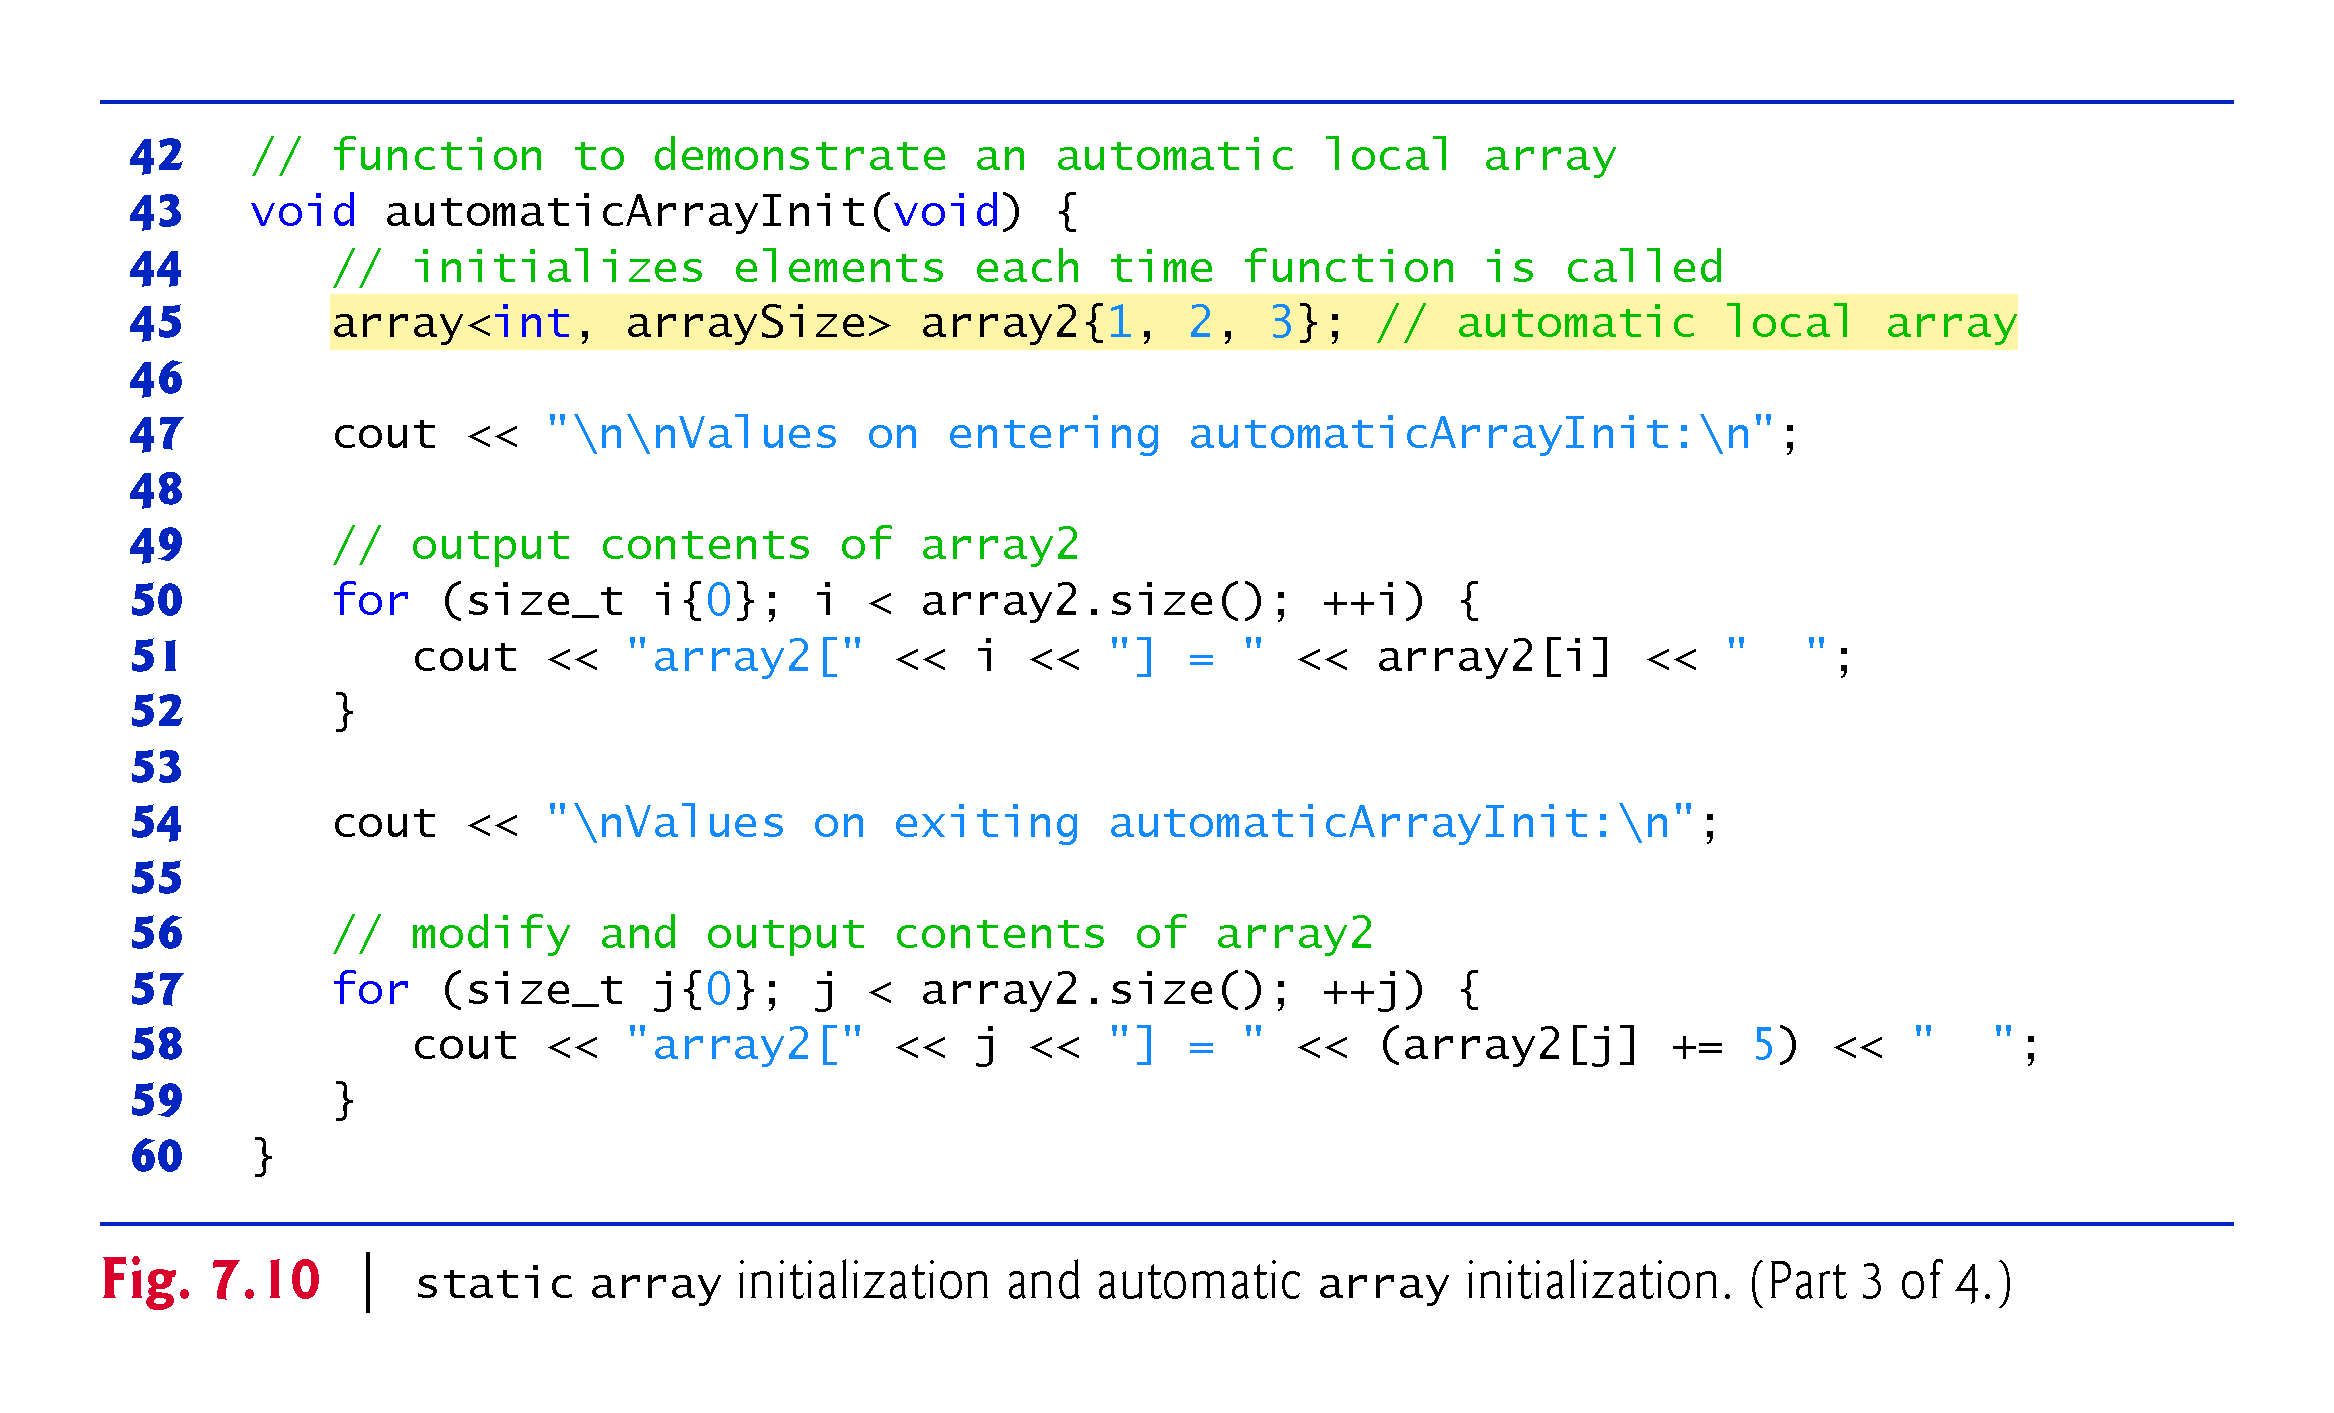 42 // function to demonstrate an automatic local array
43 void automaticArrayInit(void) {
44    // initializes elements each time function is called
45    array<int, arraySize> array2{1, 2, 3}; // automatic local array
46
47    cout << "\n\nValues on entering automaticArrayInit:\n";
48
49    // output contents of array2
50    for (size_t i{0}; i < array2.size(); ++i) {
51       cout << "array2[" << i << "] = " << array2[i] << "  ";
52    }
53
54    cout << "\nValues on exiting automaticArrayInit:\n";
55
56    // modify and output contents of array2
57    for (size_t j{0}; j < array2.size(); ++j) {
58       cout << "array2[" << j << "] = " << (array2[j] += 5) << "  ";
59    }
60 }
Fig. 7.10 | static array initialization and automatic array initialization. (Part 3 of 4.)